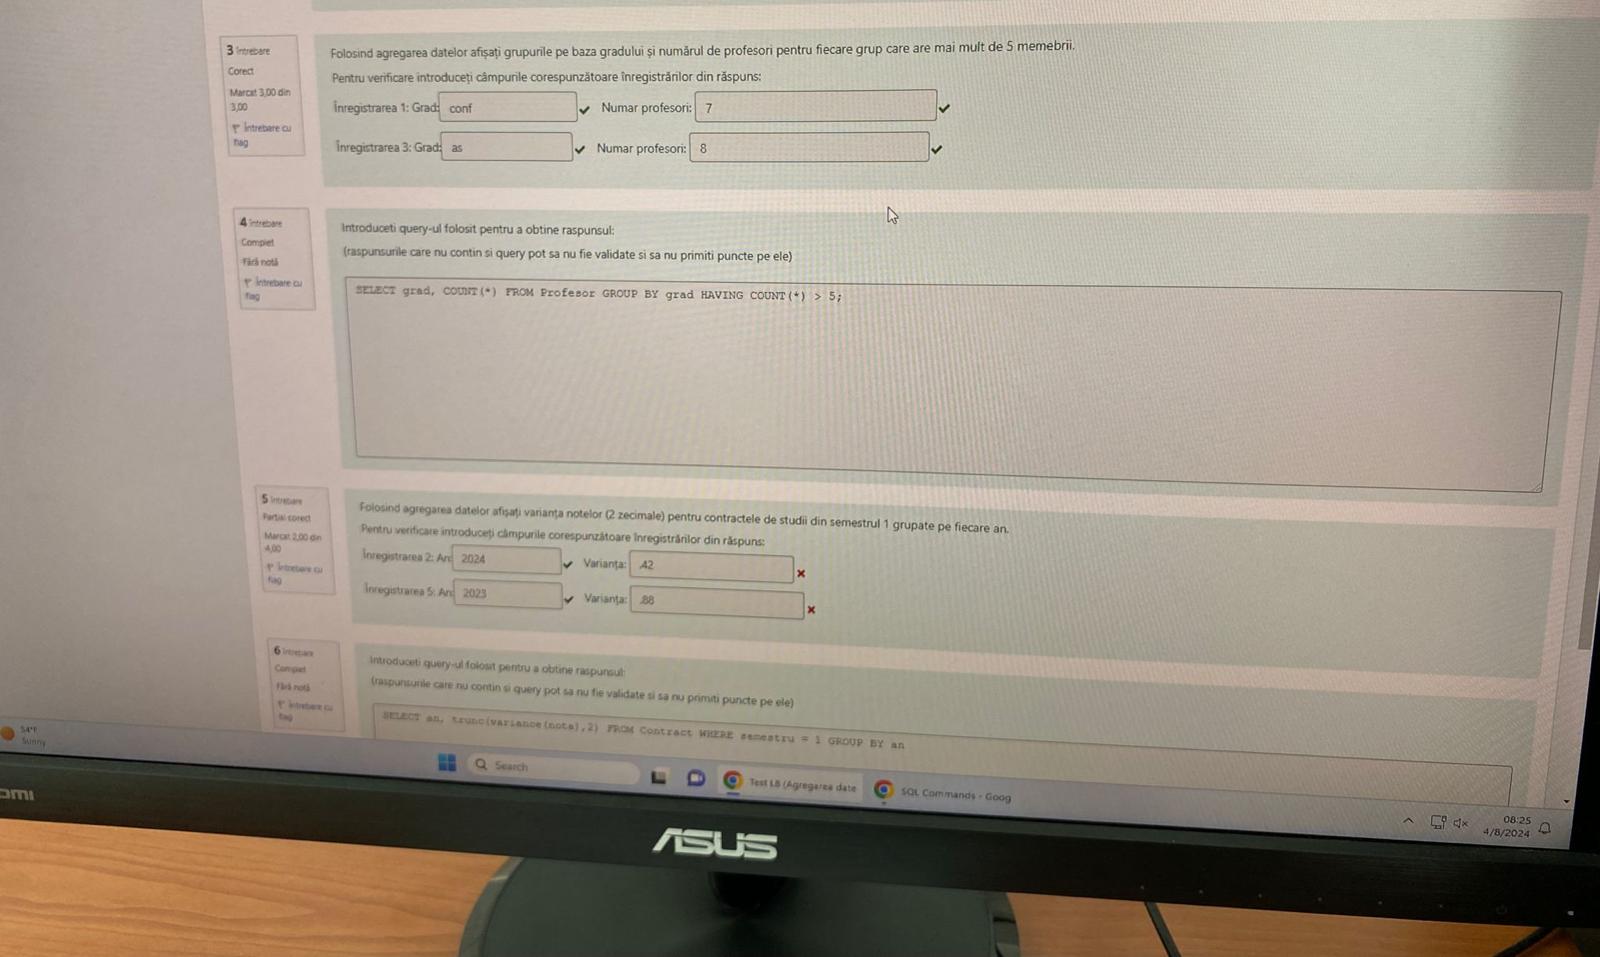 3 Întrebare
Corect
Marcat 3,00 din
3,00
Întrebare cu
flag
Folosind agregarea datelor afișați grupurile pe baza gradului și numărul de profesori pentru fiecare grup care are mai mult de 5 memebrii.
Pentru verificare introduceți câmpurile corespunzătoare înregistrărilor din răspuns:
Înregistrarea 1: Grad: conf Numar profesori: 7
Înregistrarea 3: Grad: as Numar profesori: 8
4 Întrebare
Complet
Fără notă
Întrebare cu
flag
Introduceti query-ul folosit pentru a obtine raspunsul:
(raspunsurile care nu contin si query pot sa nu fie validate si sa nu primiti puncte pe ele)
SELECT grad, COUNT(*) FROM Profesor GROUP BY grad HAVING COUNT(*) > 5;
5 Întrebare
Parțial corect
Marcat 2,00 din
4,00
Întrebare cu
flag
Folosind agregarea datelor afișați varianța notelor (2 zecimale) pentru contractele de studii din semestrul 1 grupate pe fiecare an.
Pentru verificare introduceți câmpurile corespunzătoare înregistrărilor din răspuns:
Înregistrarea 2: An: 2024 Varianța: .42
Înregistrarea 5: An: 2023 Varianța: .88
6 Întrebare
Complet
Fără notă
Întrebare cu
flag
Introduceti query-ul folosit pentru a obtine raspunsul:
(raspunsurile care nu contin si query pot sa nu fie validate si sa nu primiti puncte pe ele)
SELECT an, trunc(variance(nota),2) FROM Contract WHERE semestru = 1 GROUP BY an
54°F
Sunny
Search
Test L8 (Agregarea date
SQL Commands - Goog
08:25
4/8/2024
ASUS